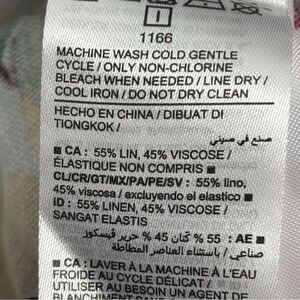 1166
MACHINE WASH COLD GENTLE
CYCLE / ONLY NON-CHLORINE
BLEACH WHEN NEEDED / LINE DRY /
COOL IRON / DO NOT DRY CLEAN
HECHO EN CHINA / DIBUAT DI
TIONGKOK /
صنع في صيني
■ CA : 55% LIN, 45% VISCOSE /
ÉLASTIQUE NON COMPRIS ■
CL/CR/GT/MX/PA/PE/SV : 55% lino,
45% viscosa / excluyendo el elastico ■
ID : 55% LINEN, 45% VISCOSE /
SANGAT ELASTIS
■ AE : 55 % كتان 45 % حرير فيسكوز
صناعي / باستثناء العناصر المطاطة
■ CA : LAVER À LA MACHINE À L'EAU
FROIDE AU CYCLE DÉLICAT /
UTILISER AU BESOIN UN AGENT DE
BLANCHIMENT SANS